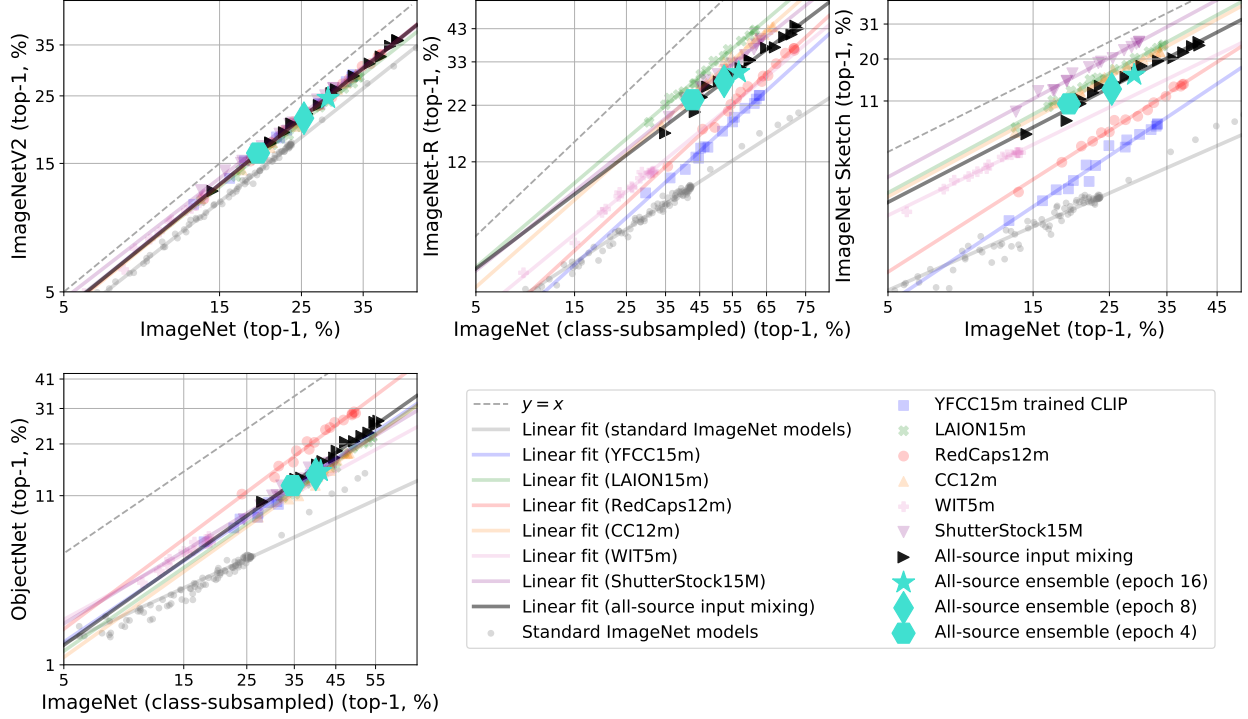 ImageNetV2 (top-1, %)
35
25
15
5
5
15
25
35
ImageNet (top-1, %)
ImageNet-R (top-1, %)
43
33
22
12
5
15
25
35
45
55
65
75
ImageNet (class-subsampled) (top-1, %)
ImageNet Sketch (top-1, %)
31
20
11
5
15
25
35
45
ImageNet (top-1, %)
ObjectNet (top-1, %)
41
31
21
11
1
5
15
25
35
45
55
ImageNet (class-subsampled) (top-1, %)
y = x
Linear fit (standard ImageNet models)
Linear fit (YFCC15m)
Linear fit (LAION15m)
Linear fit (RedCaps12m)
Linear fit (CC12m)
Linear fit (WIT5m)
Linear fit (ShutterStock15M)
Linear fit (all-source input mixing)
Standard ImageNet models
YFCC15m trained CLIP
LAION15m
RedCaps12m
CC12m
WIT5m
ShutterStock15M
All-source input mixing
All-source ensemble (epoch 16)
All-source ensemble (epoch 8)
All-source ensemble (epoch 4)